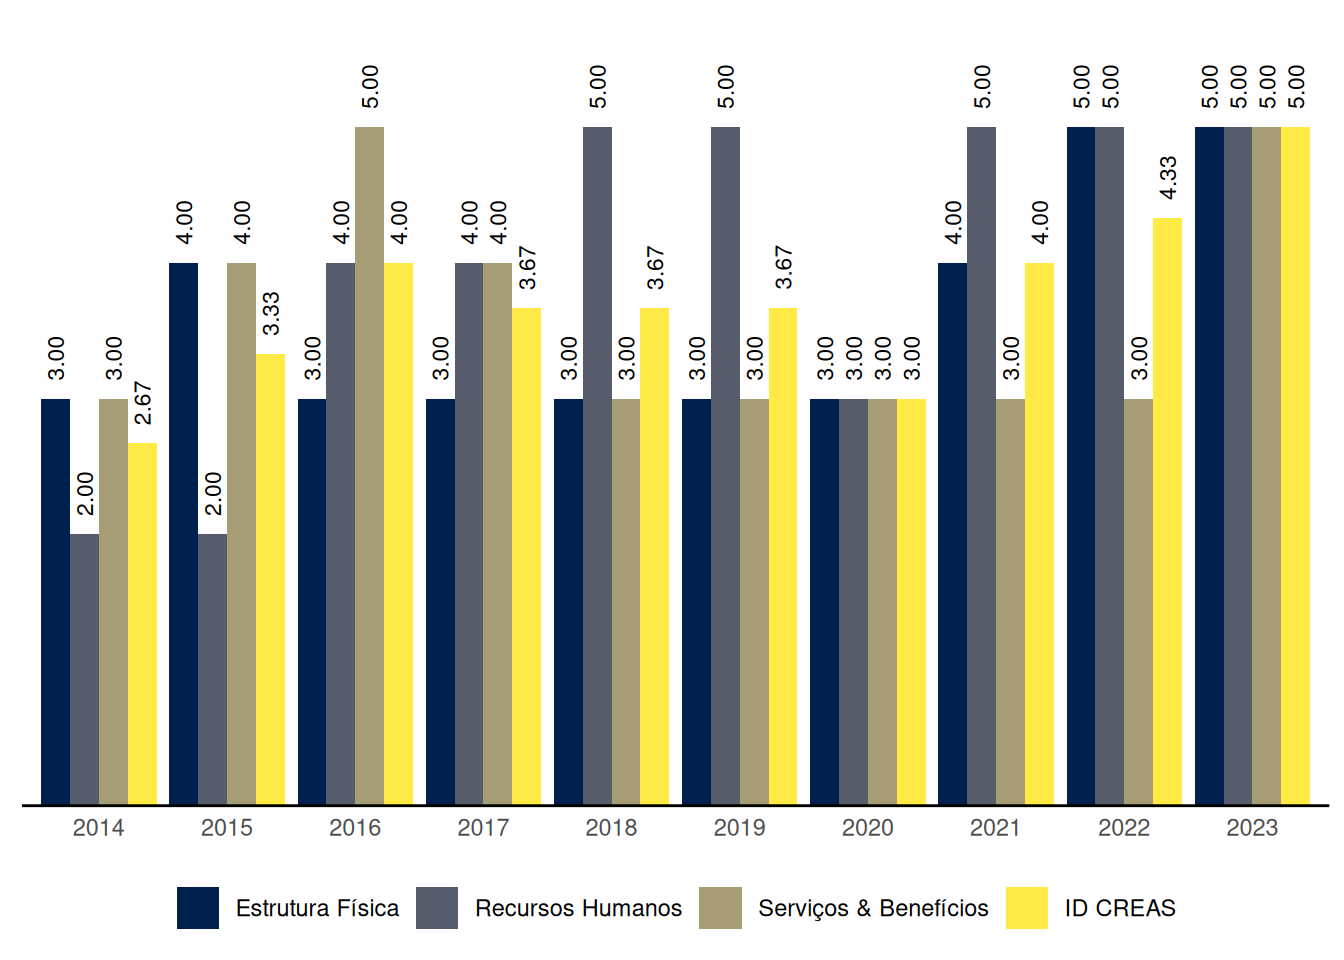 3.00 2.00 3.00 2.67
4.00 2.00 4.00 3.33
3.00 4.00 5.00 4.00
3.00 4.00 4.00 3.67
3.00 5.00 3.00 3.67
3.00 5.00 3.00 3.67
3.00 3.00 3.00 3.00
4.00 5.00 3.00 4.00
5.00 5.00 3.00 4.33
5.00 5.00 5.00 5.00
2014 2015 2016 2017 2018 2019 2020 2021 2022 2023
Estrutura Física Recursos Humanos Serviços & Benefícios ID CREAS